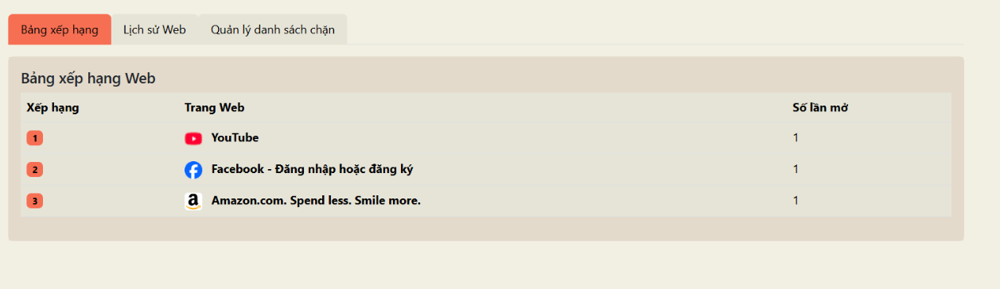 Bảng xếp hạng Lịch sử Web Quản lý danh sách chặn
Bảng xếp hạng Web
Xếp hạng Trang Web Số lần mở
1 YouTube 1
2 Facebook - Đăng nhập hoặc đăng ký 1
3 Amazon.com. Spend less. Smile more. 1